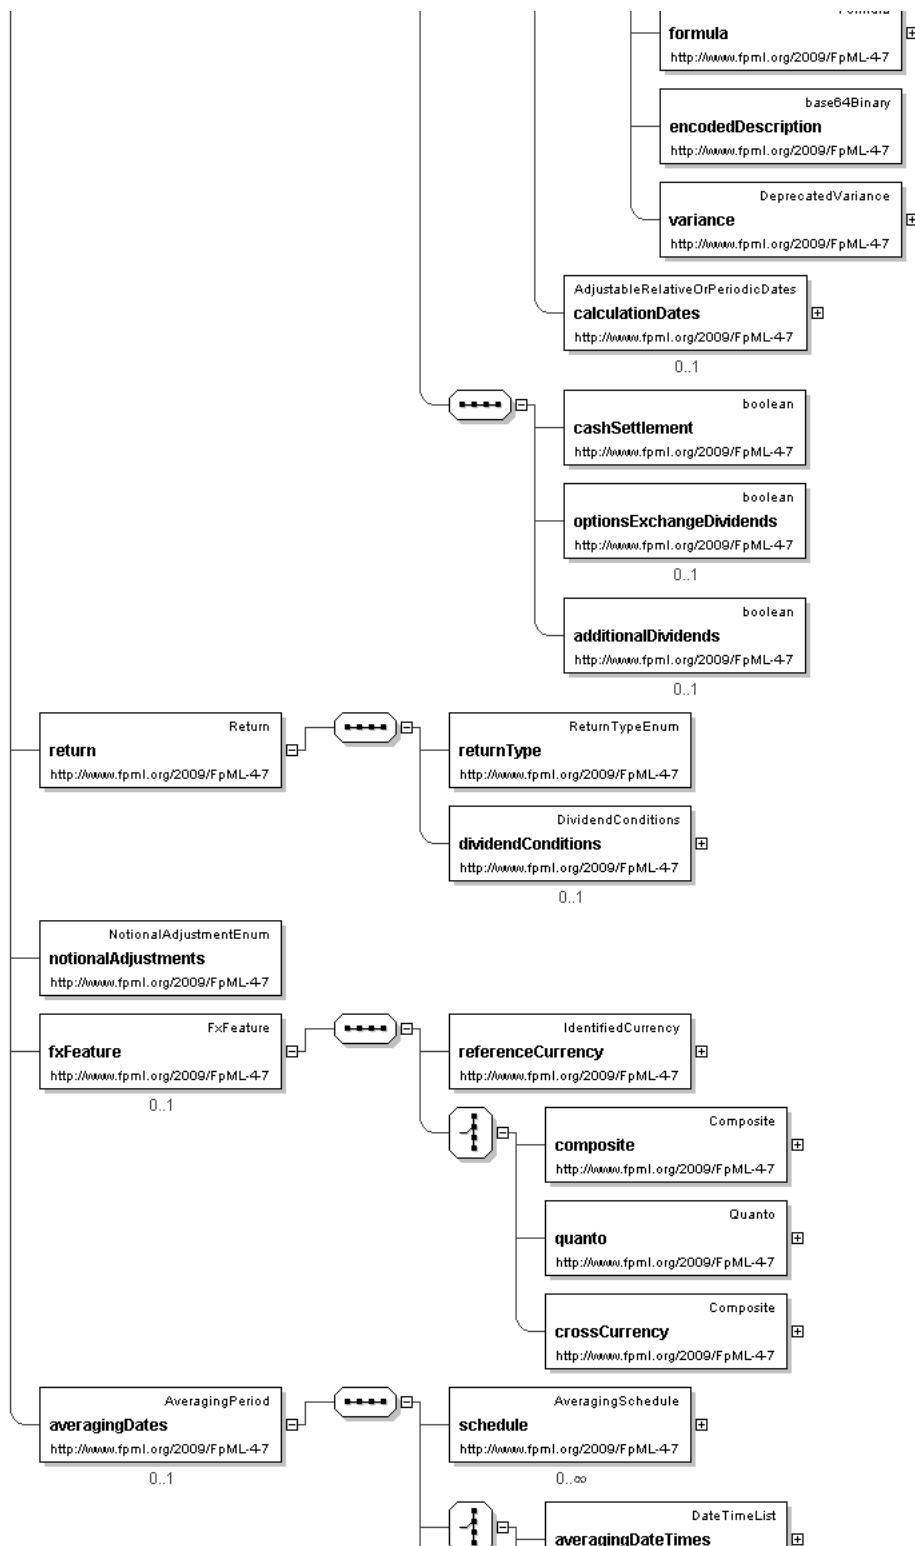 formula
http://www.fpml.org/2009/FpML-4-7
base64Binary
encodedDescription
http://www.fpml.org/2009/FpML-4-7
DeprecatedVariance
variance
http://www.fpml.org/2009/FpML-4-7
AdjustableRelativeOrPeriodicDates
calculationDates
http://www.fpml.org/2009/FpML-4-7
0..1
boolean
cashSettlement
http://www.fpml.org/2009/FpML-4-7
boolean
optionsExchangeDividends
http://www.fpml.org/2009/FpML-4-7
0..1
boolean
additionalDividends
http://www.fpml.org/2009/FpML-4-7
0..1
Return
return
http://www.fpml.org/2009/FpML-4-7
ReturnTypeEnum
returnType
http://www.fpml.org/2009/FpML-4-7
DividendConditions
dividendConditions
http://www.fpml.org/2009/FpML-4-7
0..1
NotionalAdjustmentEnum
notionalAdjustments
http://www.fpml.org/2009/FpML-4-7
FxFeature
fxFeature
http://www.fpml.org/2009/FpML-4-7
0..1
IdentifiedCurrency
referenceCurrency
http://www.fpml.org/2009/FpML-4-7
Composite
composite
http://www.fpml.org/2009/FpML-4-7
Quanto
quanto
http://www.fpml.org/2009/FpML-4-7
Composite
crossCurrency
http://www.fpml.org/2009/FpML-4-7
AveragingPeriod
averagingDates
http://www.fpml.org/2009/FpML-4-7
0..1
AveragingSchedule
schedule
http://www.fpml.org/2009/FpML-4-7
0..∞
DateTimeList
averagingDateTimes